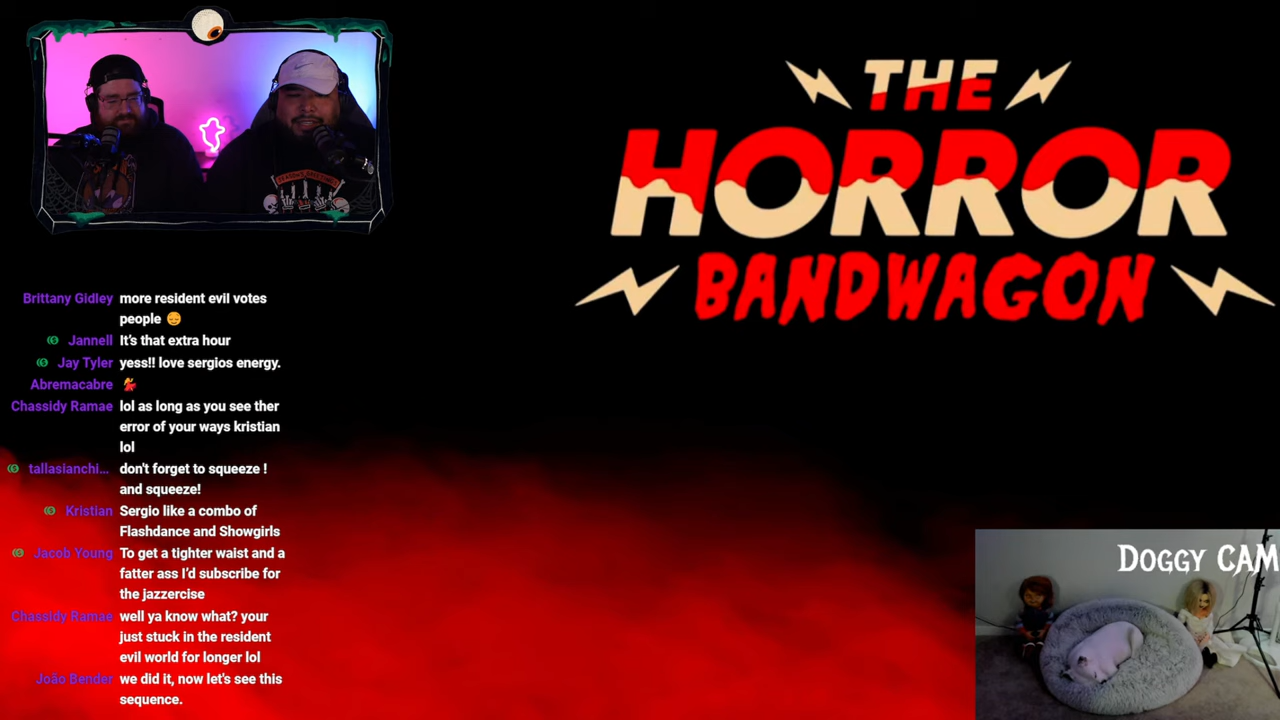 THE
HORROR
BANDWAGON
Brittany Gidley more resident evil votes
people
Jannell It's that extra hour
Jay Tyler yess!! love sergios energy.
Abremacabre
Chassidy Ramae lol as long as you see ther
error of your ways kristian
lol
tallasianchi... don't forget to squeeze !
and squeeze!
Kristian Sergio like a combo of
Flashdance and Showgirls
Jacob Young To get a tighter waist and a
fatter ass I'd subscribe for
the jazzercise
Chassidy Ramae well ya know what? your
just stuck in the resident
evil world for longer lol
João Bender we did it, now let's see this
sequence.
DOGGY CAM